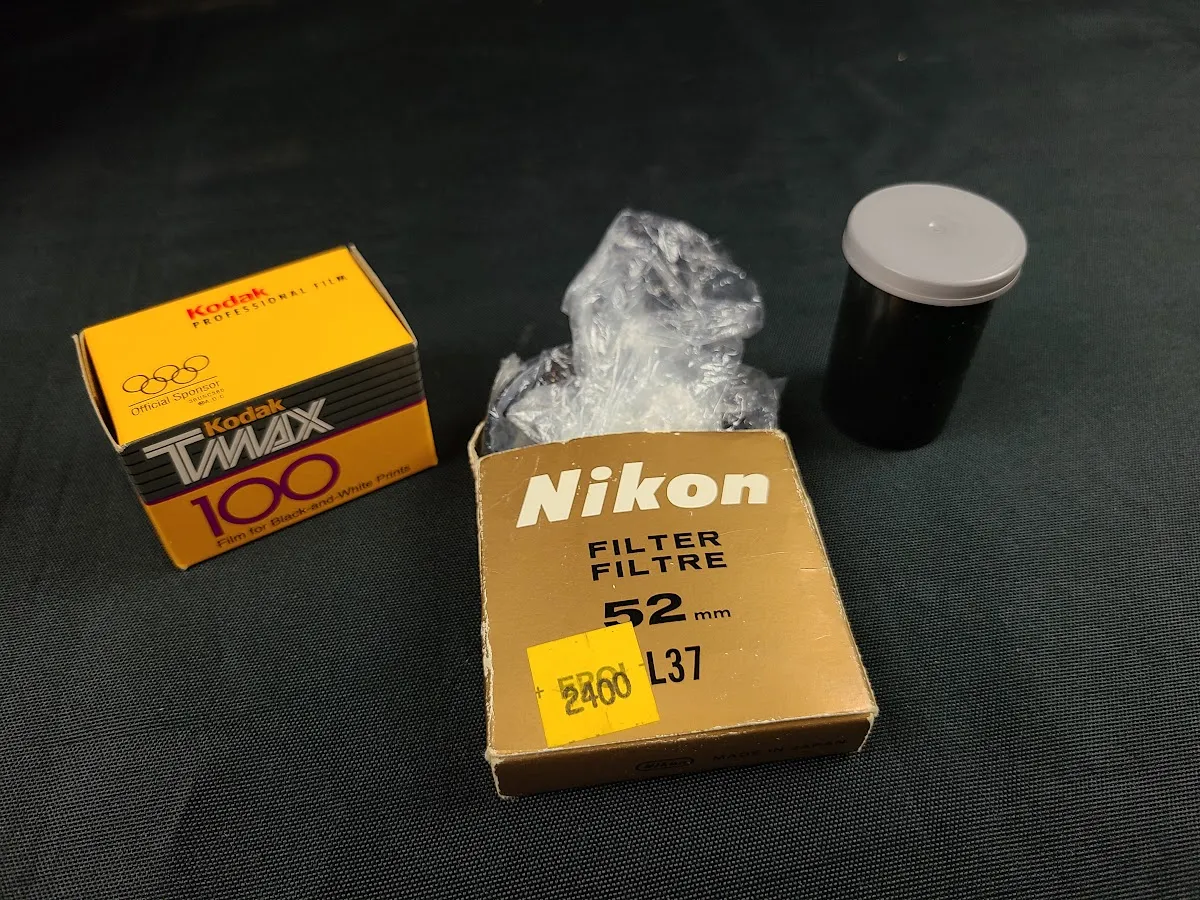 Kodak
PROFESSIONAL FILM
Official Sponsor
Kodak
TMAX
100
Film for Black-and-White Prints
Nikon
FILTER
FILTRE
52 mm
L37
2400
Nikon
MADE IN JAPAN